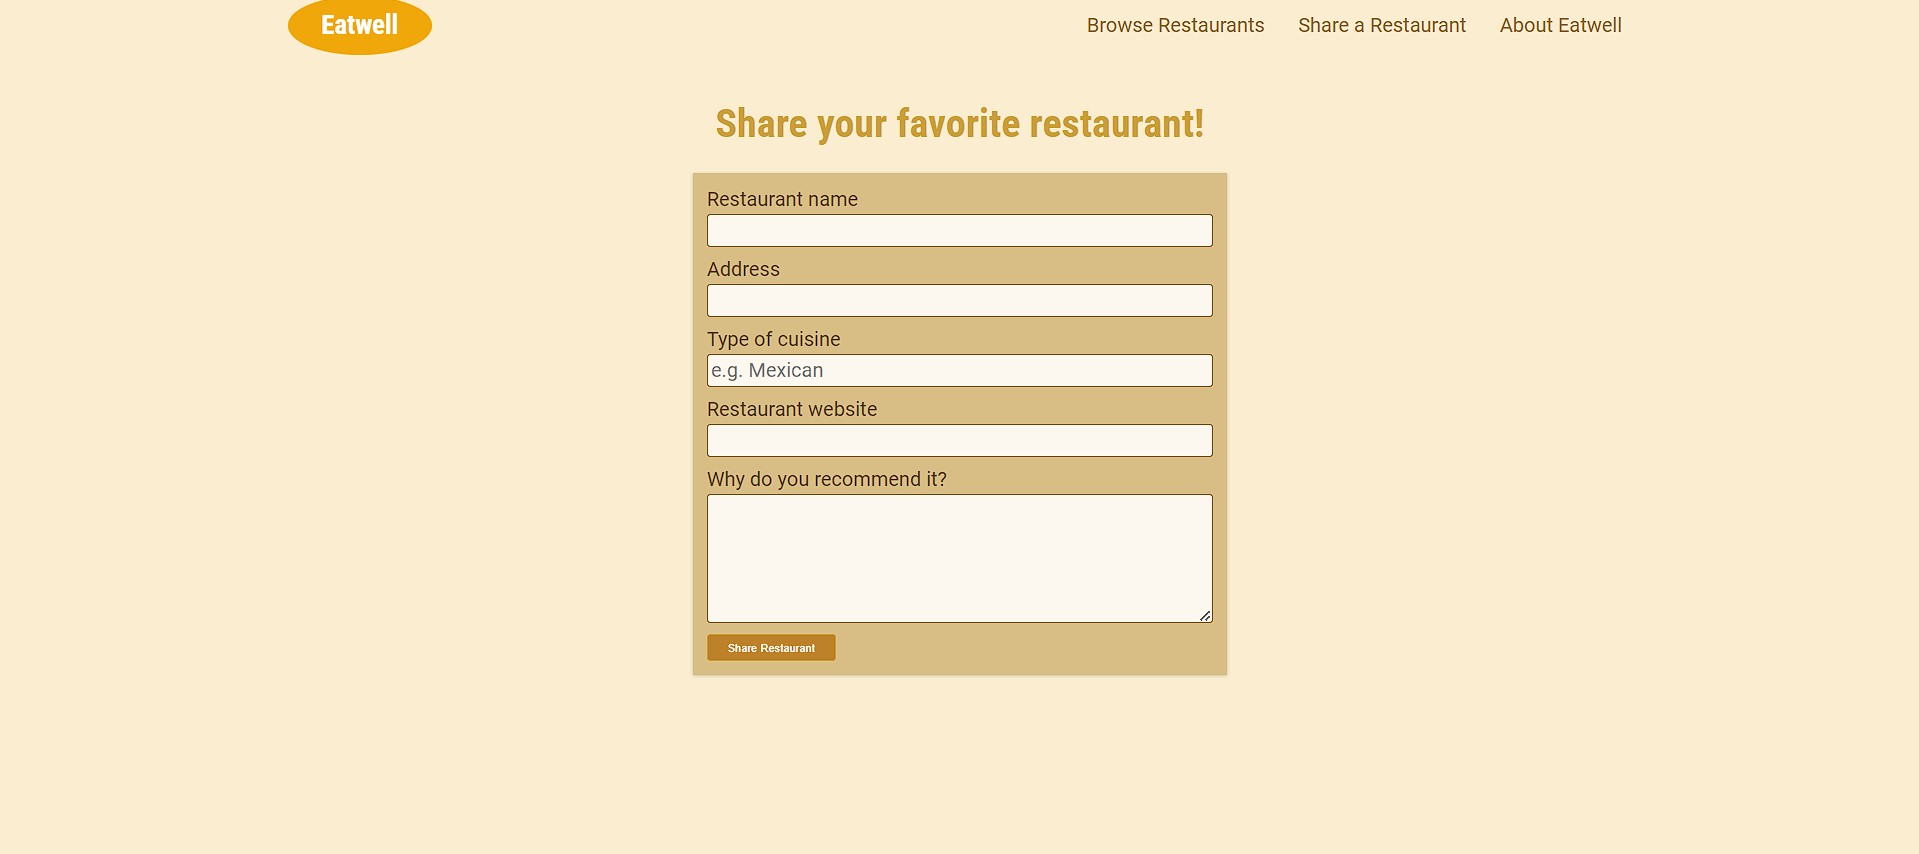 Eatwell
Browse Restaurants
Share a Restaurant
About Eatwell
Share your favorite restaurant!
Restaurant name
Address
Type of cuisine
e.g. Mexican
Restaurant website
Why do you recommend it?
Share Restaurant